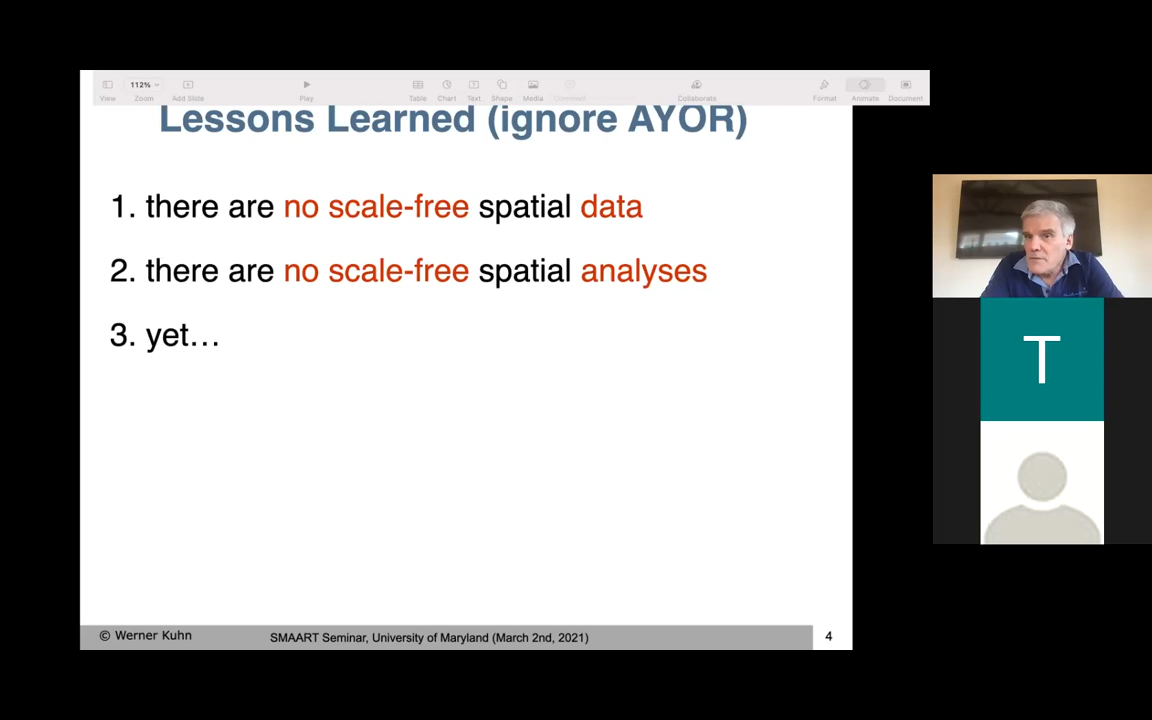 112%
View
Zoom
Add Slide
Play
Table
Chart
Text
Shape
Media
Comment
Collaborate
Format
Animate
Document
Lessons Learned (ignore AYOR)
1. there are no scale-free spatial data
2. there are no scale-free spatial analyses
3. yet…
T
© Werner Kuhn
SMAART Seminar, University of Maryland (March 2nd, 2021)
4